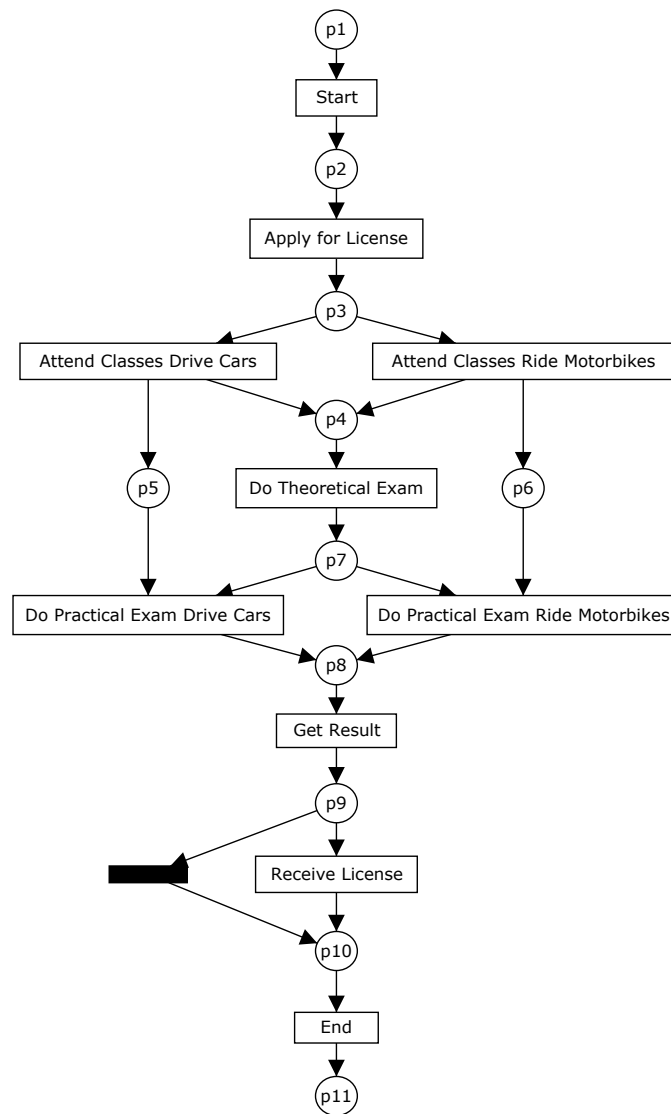 p1
Start
p2
Apply for License
p3
Attend Classes Drive Cars
Attend Classes Ride Motorbikes
p4
p5
Do Theoretical Exam
p6
p7
Do Practical Exam Drive Cars
Do Practical Exam Ride Motorbikes
p8
Get Result
p9
Receive License
p10
End
p11